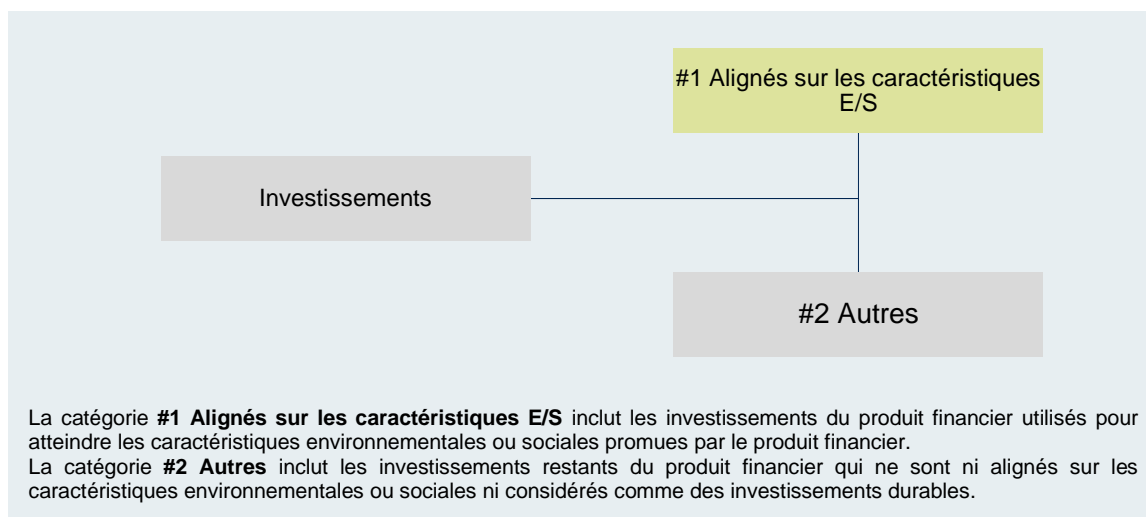 #1 Alignés sur les caractéristiques
E/S
Investissements
#2 Autres
La catégorie #1 Alignés sur les caractéristiques E/S inclut les investissements du produit financier utilisés pour
atteindre les caractéristiques environnementales ou sociales promues par le produit financier.
La catégorie #2 Autres inclut les investissements restants du produit financier qui ne sont ni alignés sur les
caractéristiques environnementales ou sociales ni considérés comme des investissements durables.